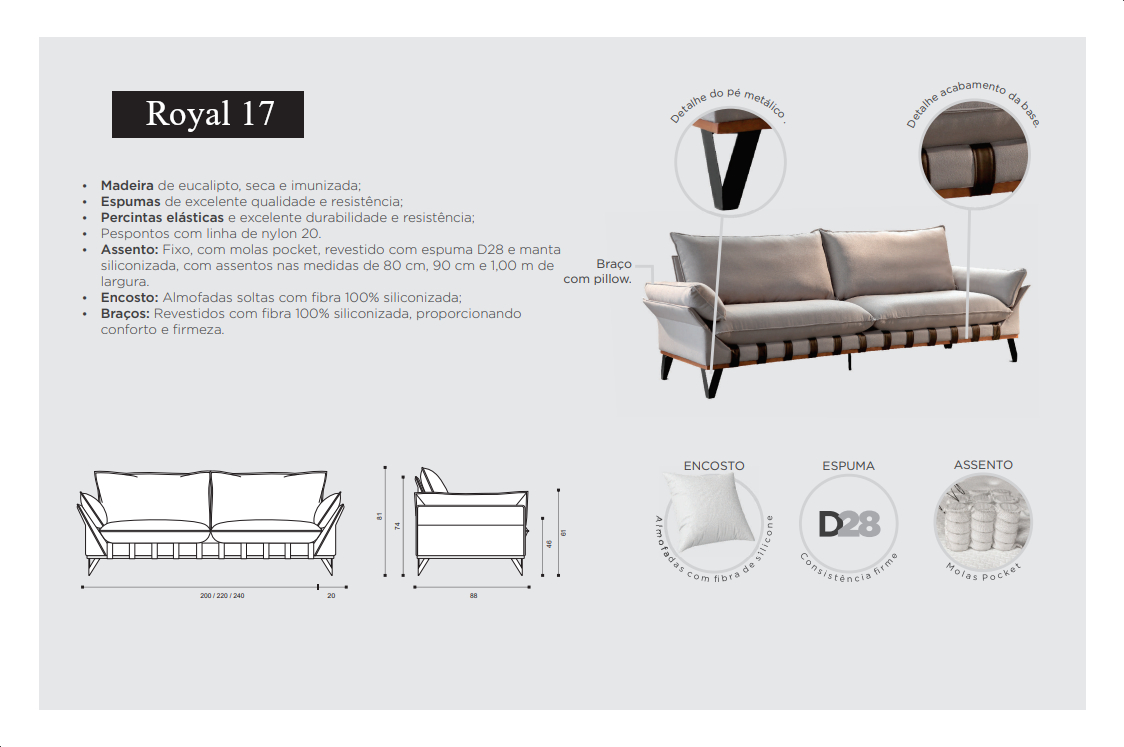 Royal 17
• Madeira de eucalipto, seca e imunizada;
• Espumas de excelente qualidade e resistência;
• Percintas elásticas e excelente durabilidade e resistência;
• Pespontos com linha de nylon 20.
• Assento: Fixo, com molas pocket, revestido com espuma D28 e manta
siliconizada, com assentos nas medidas de 80 cm, 90 cm e 1,00 m de
largura.
• Encosto: Almofadas soltas com fibra 100% siliconizada;
• Braços: Revestidos com fibra 100% siliconizada, proporcionando
conforto e firmeza.
Detalhe do pé metálico .
Detalhe acabamento da base.
Braço
com pillow.
200 / 220 / 240
20
81
74
88
46
61
ENCOSTO
Almofadas com fibra de silicone
ESPUMA
D28
Consistência firme
ASSENTO
Molas Pocket